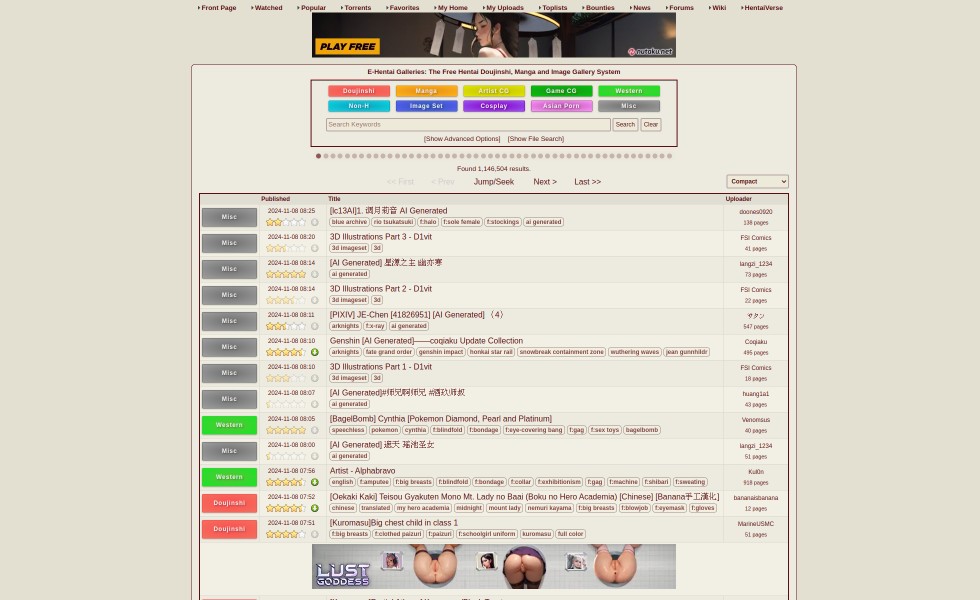 Front Page Watched Popular Torrents Favorites My Home My Uploads Toplists Bounties News Forums Wiki HentaiVerse
PLAY FREE
nutaku.net
E-Hentai Galleries: The Free Hentai Doujinshi, Manga and Image Gallery System
Doujinshi Manga Artist CG Game CG Western
Non-H Image Set Cosplay Asian Porn Misc
Search Keywords Search Clear
[Show Advanced Options] [Show File Search]
Found 1,146,504 results.
<< First < Prev Jump/Seek Next > Last >> Compact
Published Title Uploader
Misc 2024-11-08 08:25 [Ic13AI]1. 调月莉音 AI Generated doones0920
blue archive rio tsukatsuki f:halo f:sole female f:stockings ai generated 138 pages
Misc 2024-11-08 08:20 3D Illustrations Part 3 - D1vit FSI Comics
3d imageset 3d 41 pages
Misc 2024-11-08 08:14 [AI Generated] 星源之主 幽亦寒 langzi_1234
ai generated 73 pages
Misc 2024-11-08 08:14 3D Illustrations Part 2 - D1vit FSI Comics
3d imageset 3d 22 pages
Misc 2024-11-08 08:11 [PIXIV] JE-Chen [41826951] [AI Generated]（4） サクン
arknights f:x-ray ai generated 547 pages
Misc 2024-11-08 08:10 Genshin [AI Generated]——coqiaku Update Collection Coqiaku
arknights fate grand order genshin impact honkai star rail snowbreak containment zone wuthering waves jean gunnhildr 495 pages
Misc 2024-11-08 08:10 3D Illustrations Part 1 - D1vit FSI Comics
3d imageset 3d 18 pages
Misc 2024-11-08 08:07 [AI Generated]#师兄啊师兄 #酒玖师叔 huang1a1
ai generated 43 pages
Western 2024-11-08 08:05 [BagelBomb] Cynthia [Pokemon Diamond, Pearl and Platinum] Venomsus
speechless pokemon cynthia f:blindfold f:bondage f:eye-covering bang f:gag f:sex toys bagelbomb 40 pages
Misc 2024-11-08 08:00 [AI Generated] 遮天 瑶池圣女 langzi_1234
ai generated 51 pages
Western 2024-11-08 07:56 Artist - Alphabravo Kul0n
english f:amputee f:big breasts f:blindfold f:bondage f:collar f:exhibitionism f:gag f:machine f:shibari f:sweating 918 pages
Doujinshi 2024-11-08 07:52 [Oekaki Kaki] Teisou Gyakuten Mono Mt. Lady no Baai (Boku no Hero Academia) [Chinese] [Banana手工漢化] bananaisbanana
chinese translated my hero academia midnight mount lady nemuri kayama f:big breasts f:blowjob f:eyemask f:gloves 12 pages
Doujinshi 2024-11-08 07:51 [Kuromasu]Big chest child in class 1 MarineUSMC
f:big breasts f:clothed paizuri f:paizuri f:schoolgirl uniform kuromasu full color 51 pages
LUST GODDESS